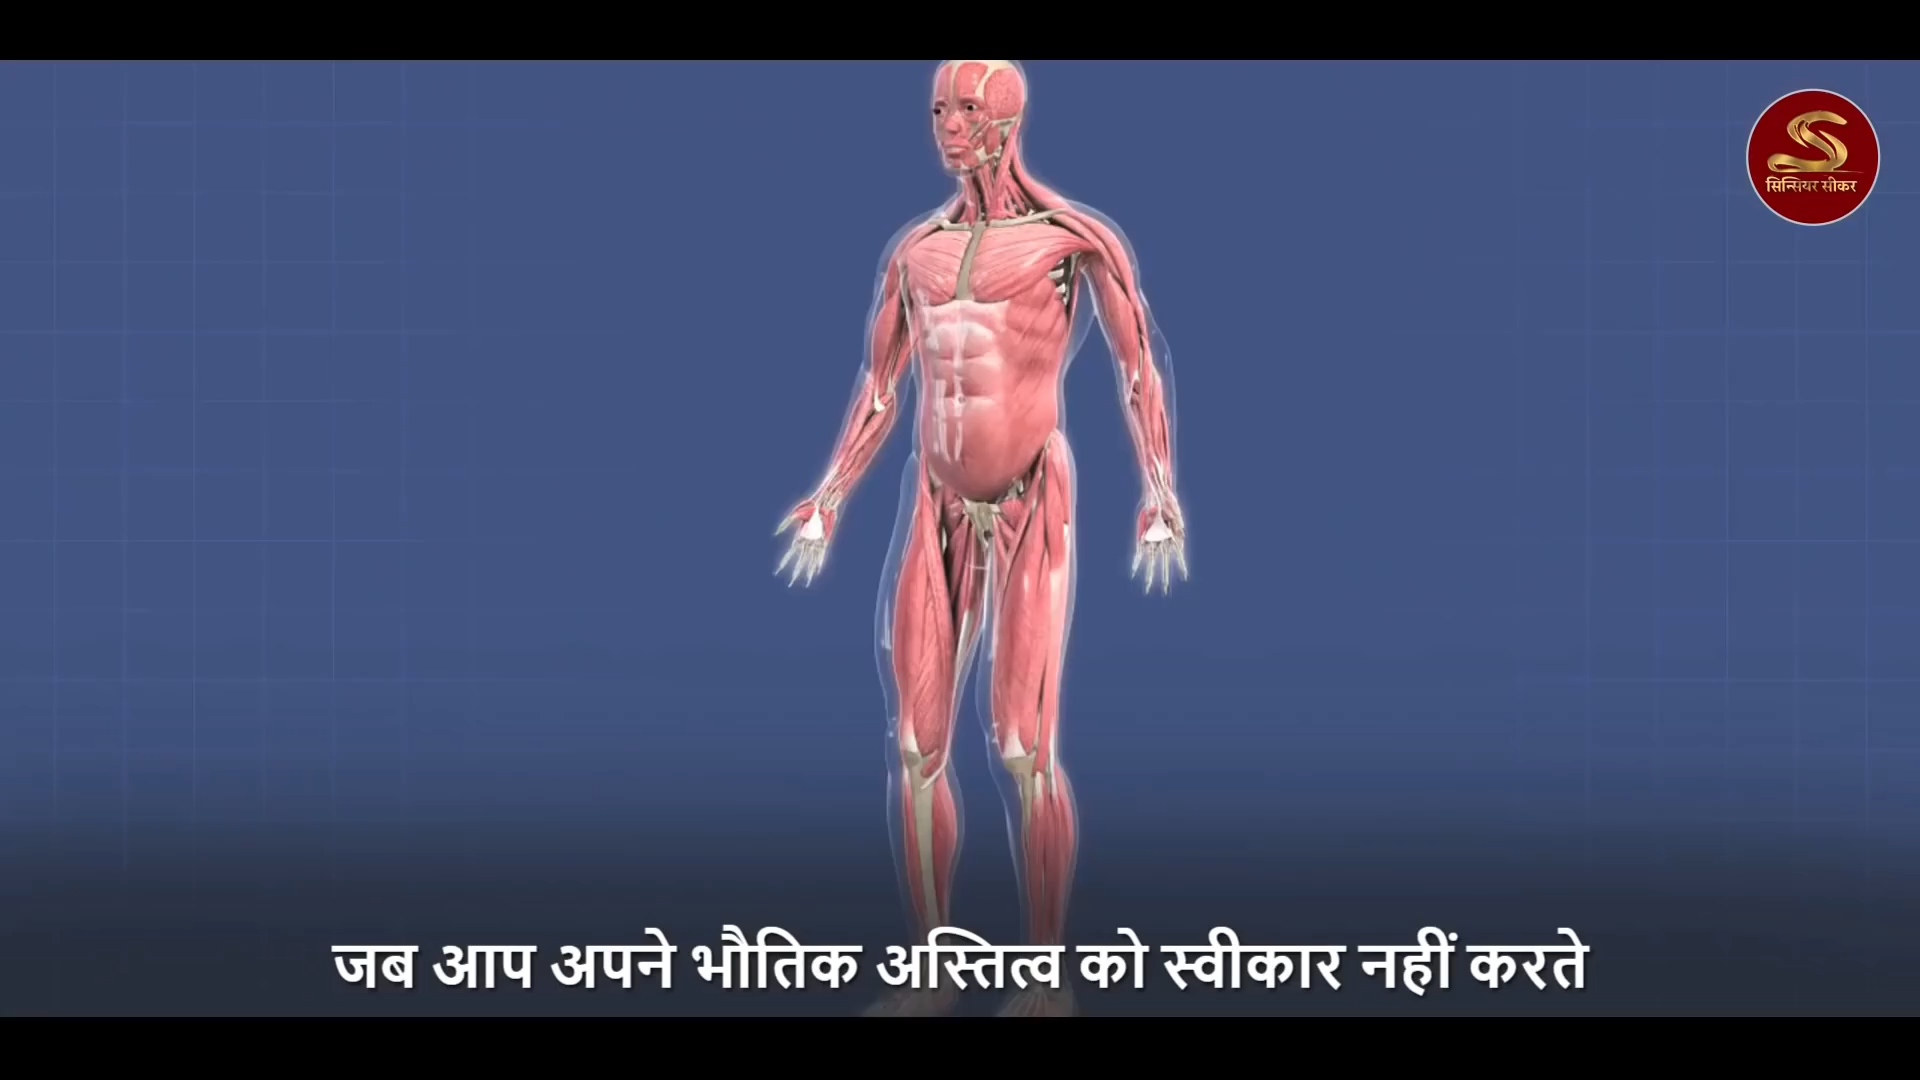 सिन्सियर सीकर
जब आप अपने भौतिक अस्तित्व को स्वीकार नहीं करते